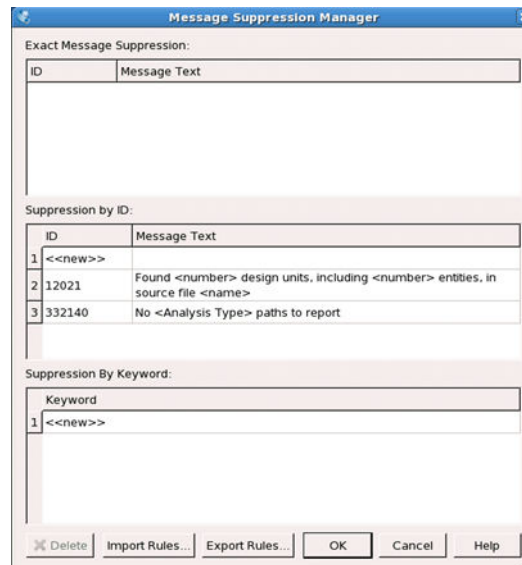 Message Suppression Manager
Exact Message Suppression:
ID Message Text
Suppression by ID:
ID Message Text
1 <<new>>
2 12021 Found <number> design units, including <number> entities, in
source file <name>
3 332140 No <Analysis Type> paths to report
Suppression By Keyword:
Keyword
1 <<new>>
Delete Import Rules... Export Rules... OK Cancel Help